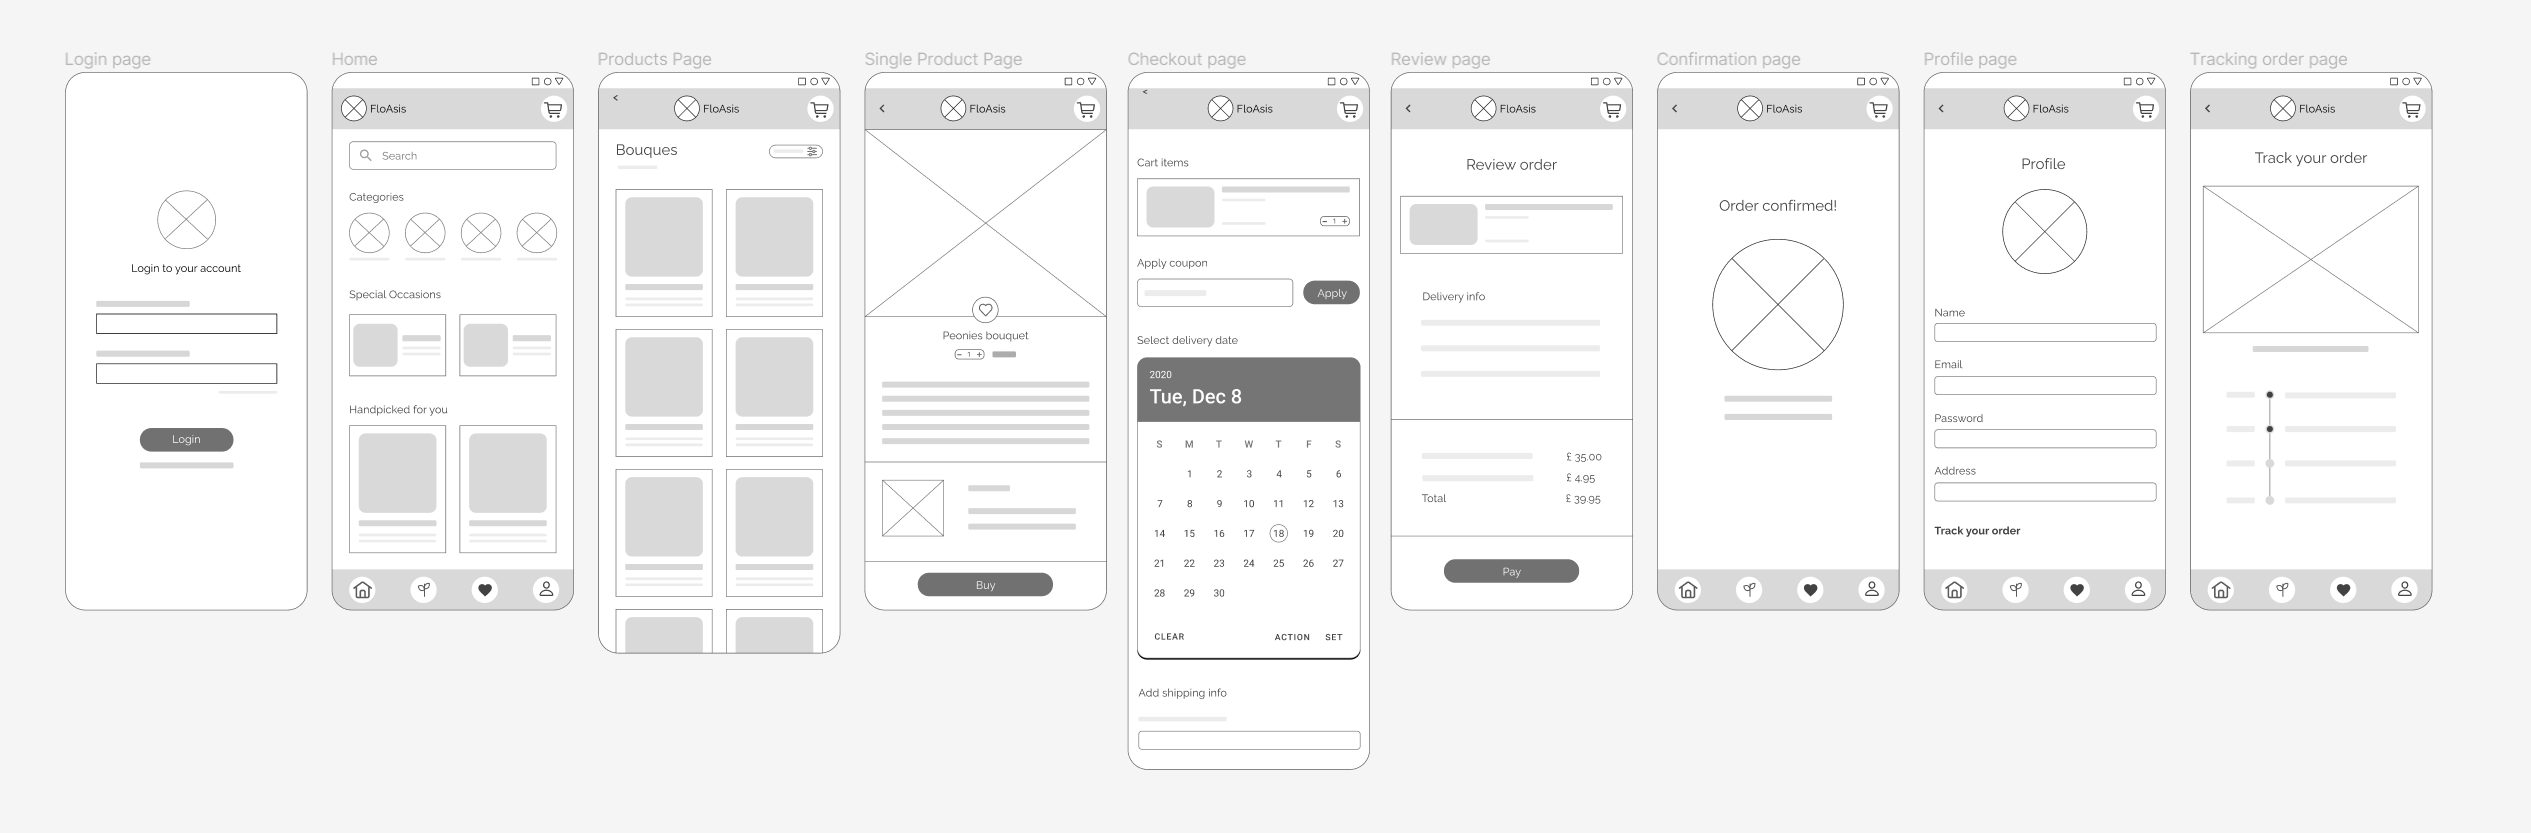 Login page
Login to your account
Login
Home
FloAsis
Search
Categories
Special Occasions
Handpicked for you
Products Page
<
FloAsis
Bouques
Single Product Page
<
FloAsis
Peonies bouquet
− 1 +
Buy
Checkout page
<
FloAsis
Cart items
− 1 +
Apply coupon
Apply
Select delivery date
2020
Tue, Dec 8
S M T W T F S
1 2 3 4 5 6
7 8 9 10 11 12 13
14 15 16 17 18 19 20
21 22 23 24 25 26 27
28 29 30
CLEAR ACTION SET
Add shipping info
Review page
<
FloAsis
Review order
Delivery info
£ 35.00
£ 4.95
Total £ 39.95
Pay
Confirmation page
<
FloAsis
Order confirmed!
Profile page
<
FloAsis
Profile
Name
Email
Password
Address
Track your order
Tracking order page
<
FloAsis
Track your order